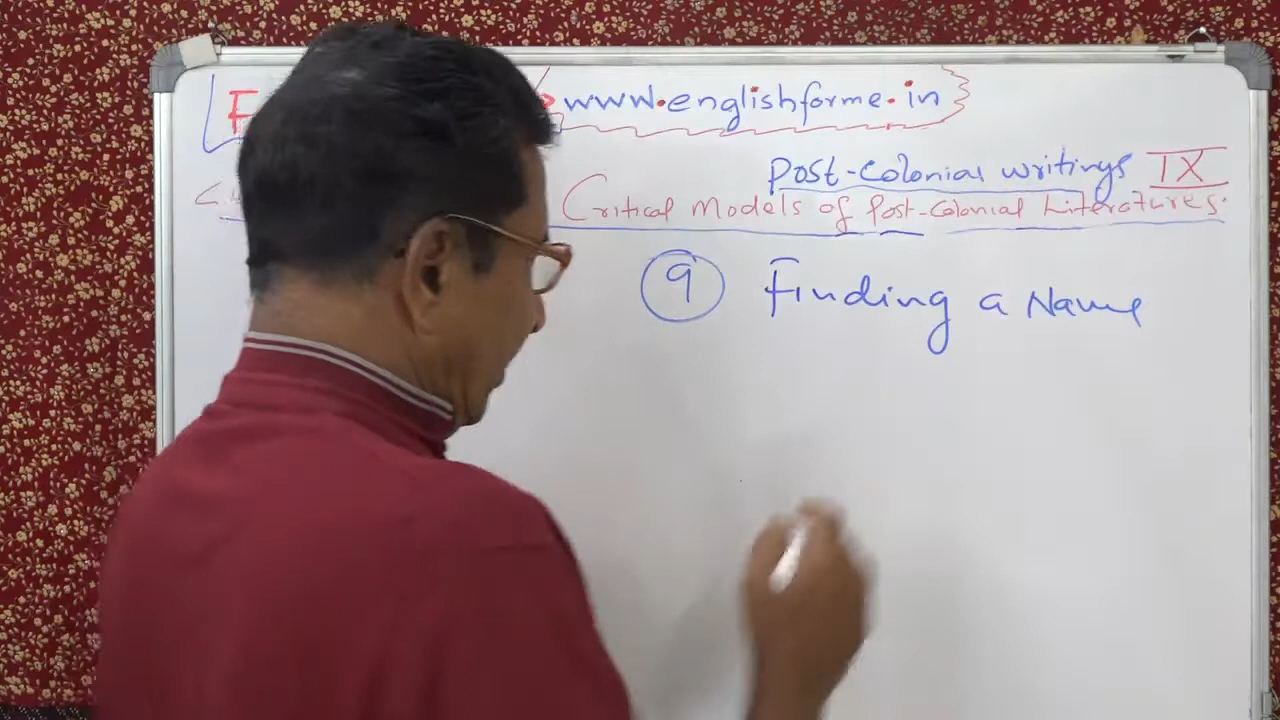 www.englishforme.in
Post-Colonial writings IX
Critical Models of Post-Colonial Literatures.
9 Finding a Name